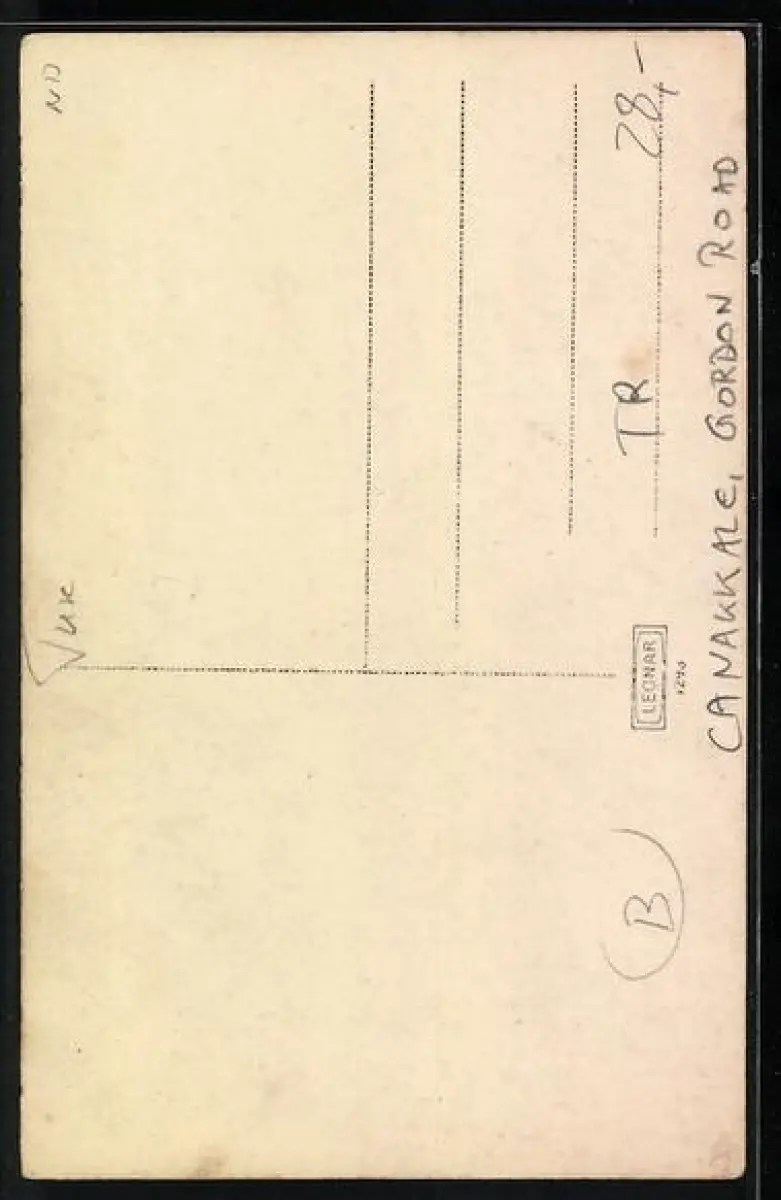 ND
TR 28,-
CANAKKALE, GORDON ROAD
LEONAR
B